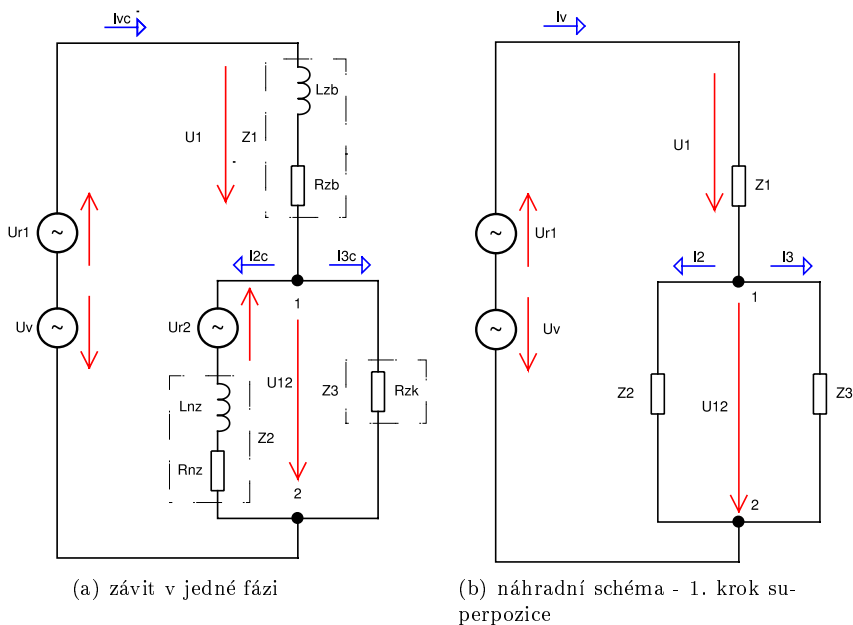 Ivc
U1
Z1
Lzb
Rzb
Ur1
Uv
I2c
I3c
1
Ur2
U12
Z3
Rzk
Lnz
Z2
Rnz
2
(a) závit v jedné fázi
Iv
U1
Z1
Ur1
Uv
I2
I3
1
Z2
U12
Z3
2
(b) náhradní schéma - 1. krok su-
perpozice